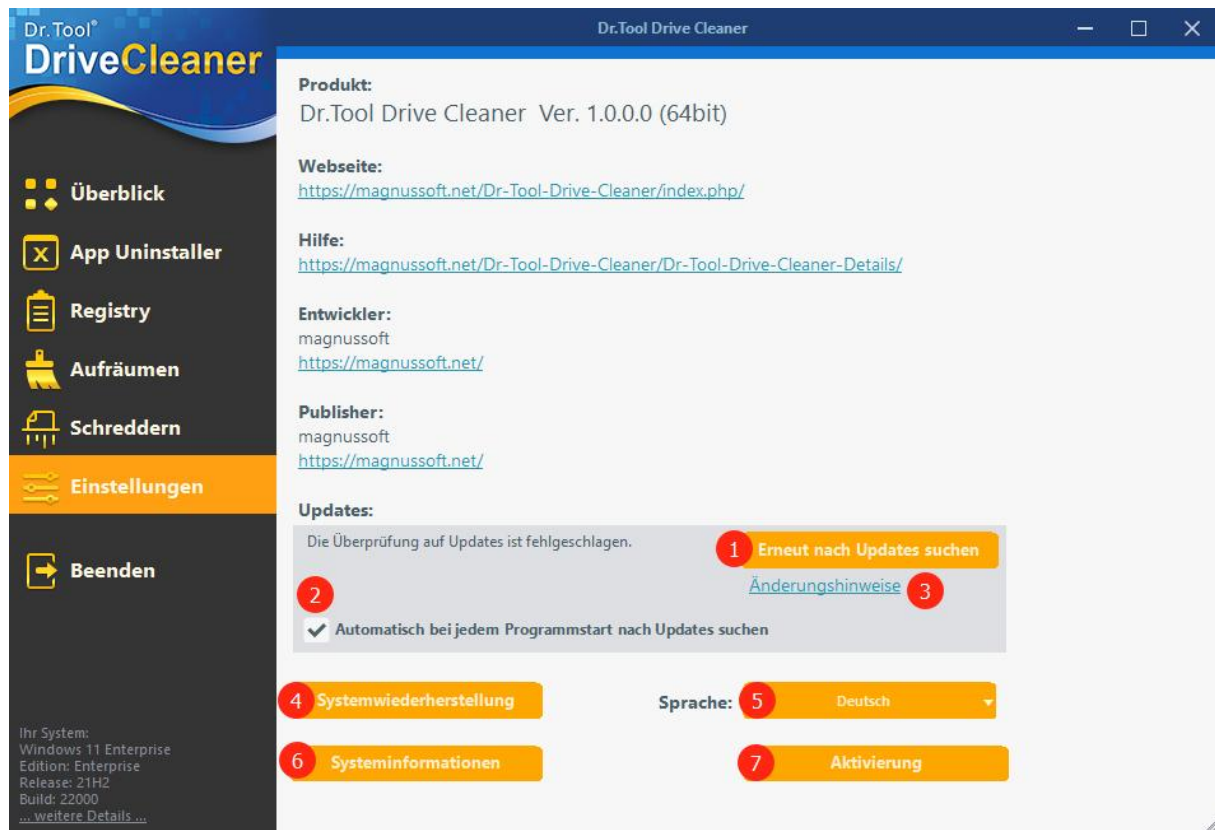 Dr.Tool®
DriveCleaner
Dr.Tool Drive Cleaner
Überblick
App Uninstaller
Registry
Aufräumen
Schreddern
Einstellungen
Beenden
Ihr System:
Windows 11 Enterprise
Edition: Enterprise
Release: 21H2
Build: 22000
... weitere Details ...
Produkt:
Dr.Tool Drive Cleaner Ver. 1.0.0.0 (64bit)
Webseite:
https://magnussoft.net/Dr-Tool-Drive-Cleaner/index.php/
Hilfe:
https://magnussoft.net/Dr-Tool-Drive-Cleaner/Dr-Tool-Drive-Cleaner-Details/
Entwickler:
magnussoft
https://magnussoft.net/
Publisher:
magnussoft
https://magnussoft.net/
Updates:
Die Überprüfung auf Updates ist fehlgeschlagen.
1 Erneut nach Updates suchen
Änderungshinweise 3
2
Automatisch bei jedem Programmstart nach Updates suchen
4 Systemwiederherstellung
Sprache: 5 Deutsch
6 Systeminformationen
7 Aktivierung